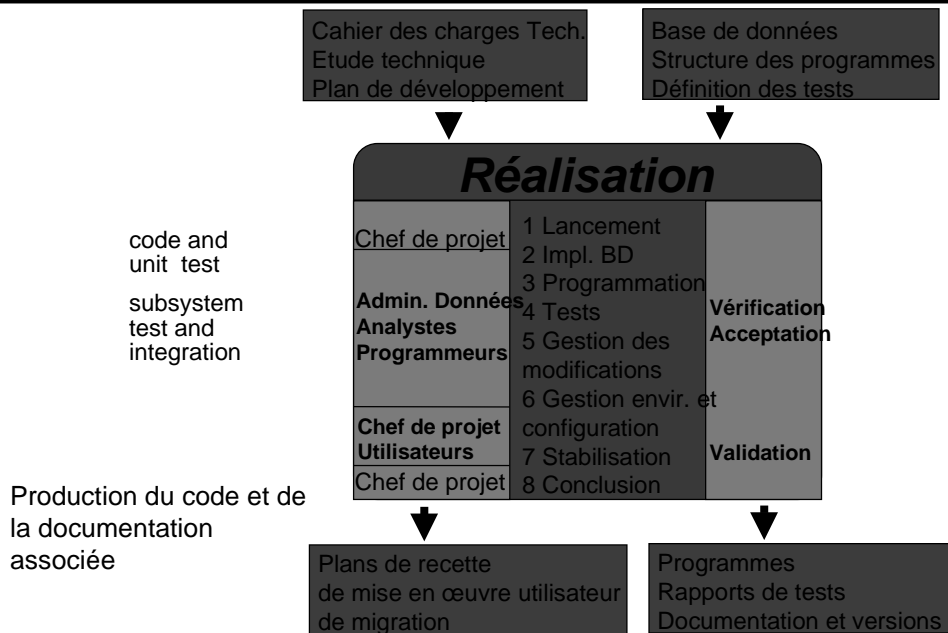 Cahier des charges Tech.
Etude technique
Plan de développement
Base de données
Structure des programmes
Définition des tests
Réalisation
code and
unit test
subsystem
test and
integration
Chef de projet
Admin. Données
Analystes
Programmeurs
Chef de projet
Utilisateurs
Chef de projet
1 Lancement
2 Impl. BD
3 Programmation
4 Tests
5 Gestion des
modifications
6 Gestion envir. et
configuration
7 Stabilisation
8 Conclusion
Vérification
Acceptation
Validation
Production du code et de
la documentation
associée
Plans de recette
de mise en œuvre utilisateur
de migration
Programmes
Rapports de tests
Documentation et versions